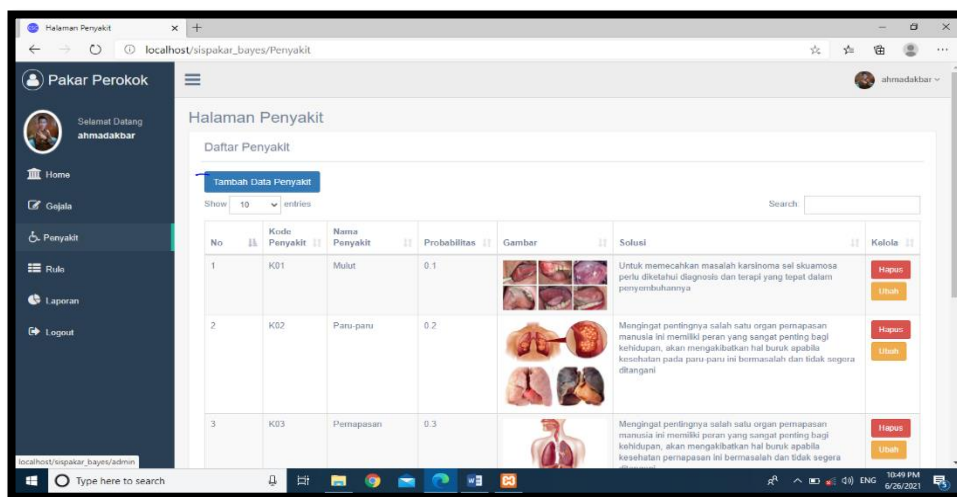 Halaman Penyakit
localhost/sispakar_bayes/Penyakit
Pakar Perokok
ahmadakbar
Selamat Datang
ahmadakbar
Home
Gejala
Penyakit
Rule
Laporan
Logout
Halaman Penyakit
Daftar Penyakit
Tambah Data Penyakit
Show 10 entries
Search:
No Kode Penyakit Nama Penyakit Probabilitas Gambar Solusi Kelola
1 K01 Mulut 0.1
Untuk memecahkan masalah karsinoma sel skuamosa
perlu diketahui diagnosis dan terapi yang tepat dalam
penyembuhannya
Hapus
Ubah
2 K02 Paru-paru 0.2
Mengingat pentingnya salah satu organ pernapasan
manusia ini memiliki peran yang sangat penting bagi
kehidupan, akan mengakibatkan hal buruk apabila
kesehatan pada paru-paru ini bermasalah dan tidak segera
ditangani
Hapus
Ubah
3 K03 Pernapasan 0.3
Mengingat pentingnya salah satu organ pernapasan
manusia ini memiliki peran yang sangat penting bagi
kehidupan, akan mengakibatkan hal buruk apabila
kesehatan pernapasan ini bermasalah dan tidak segera
Hapus
Ubah
localhost/sispakar_bayes/admin
Type here to search
ENG
10:49 PM
6/26/2021